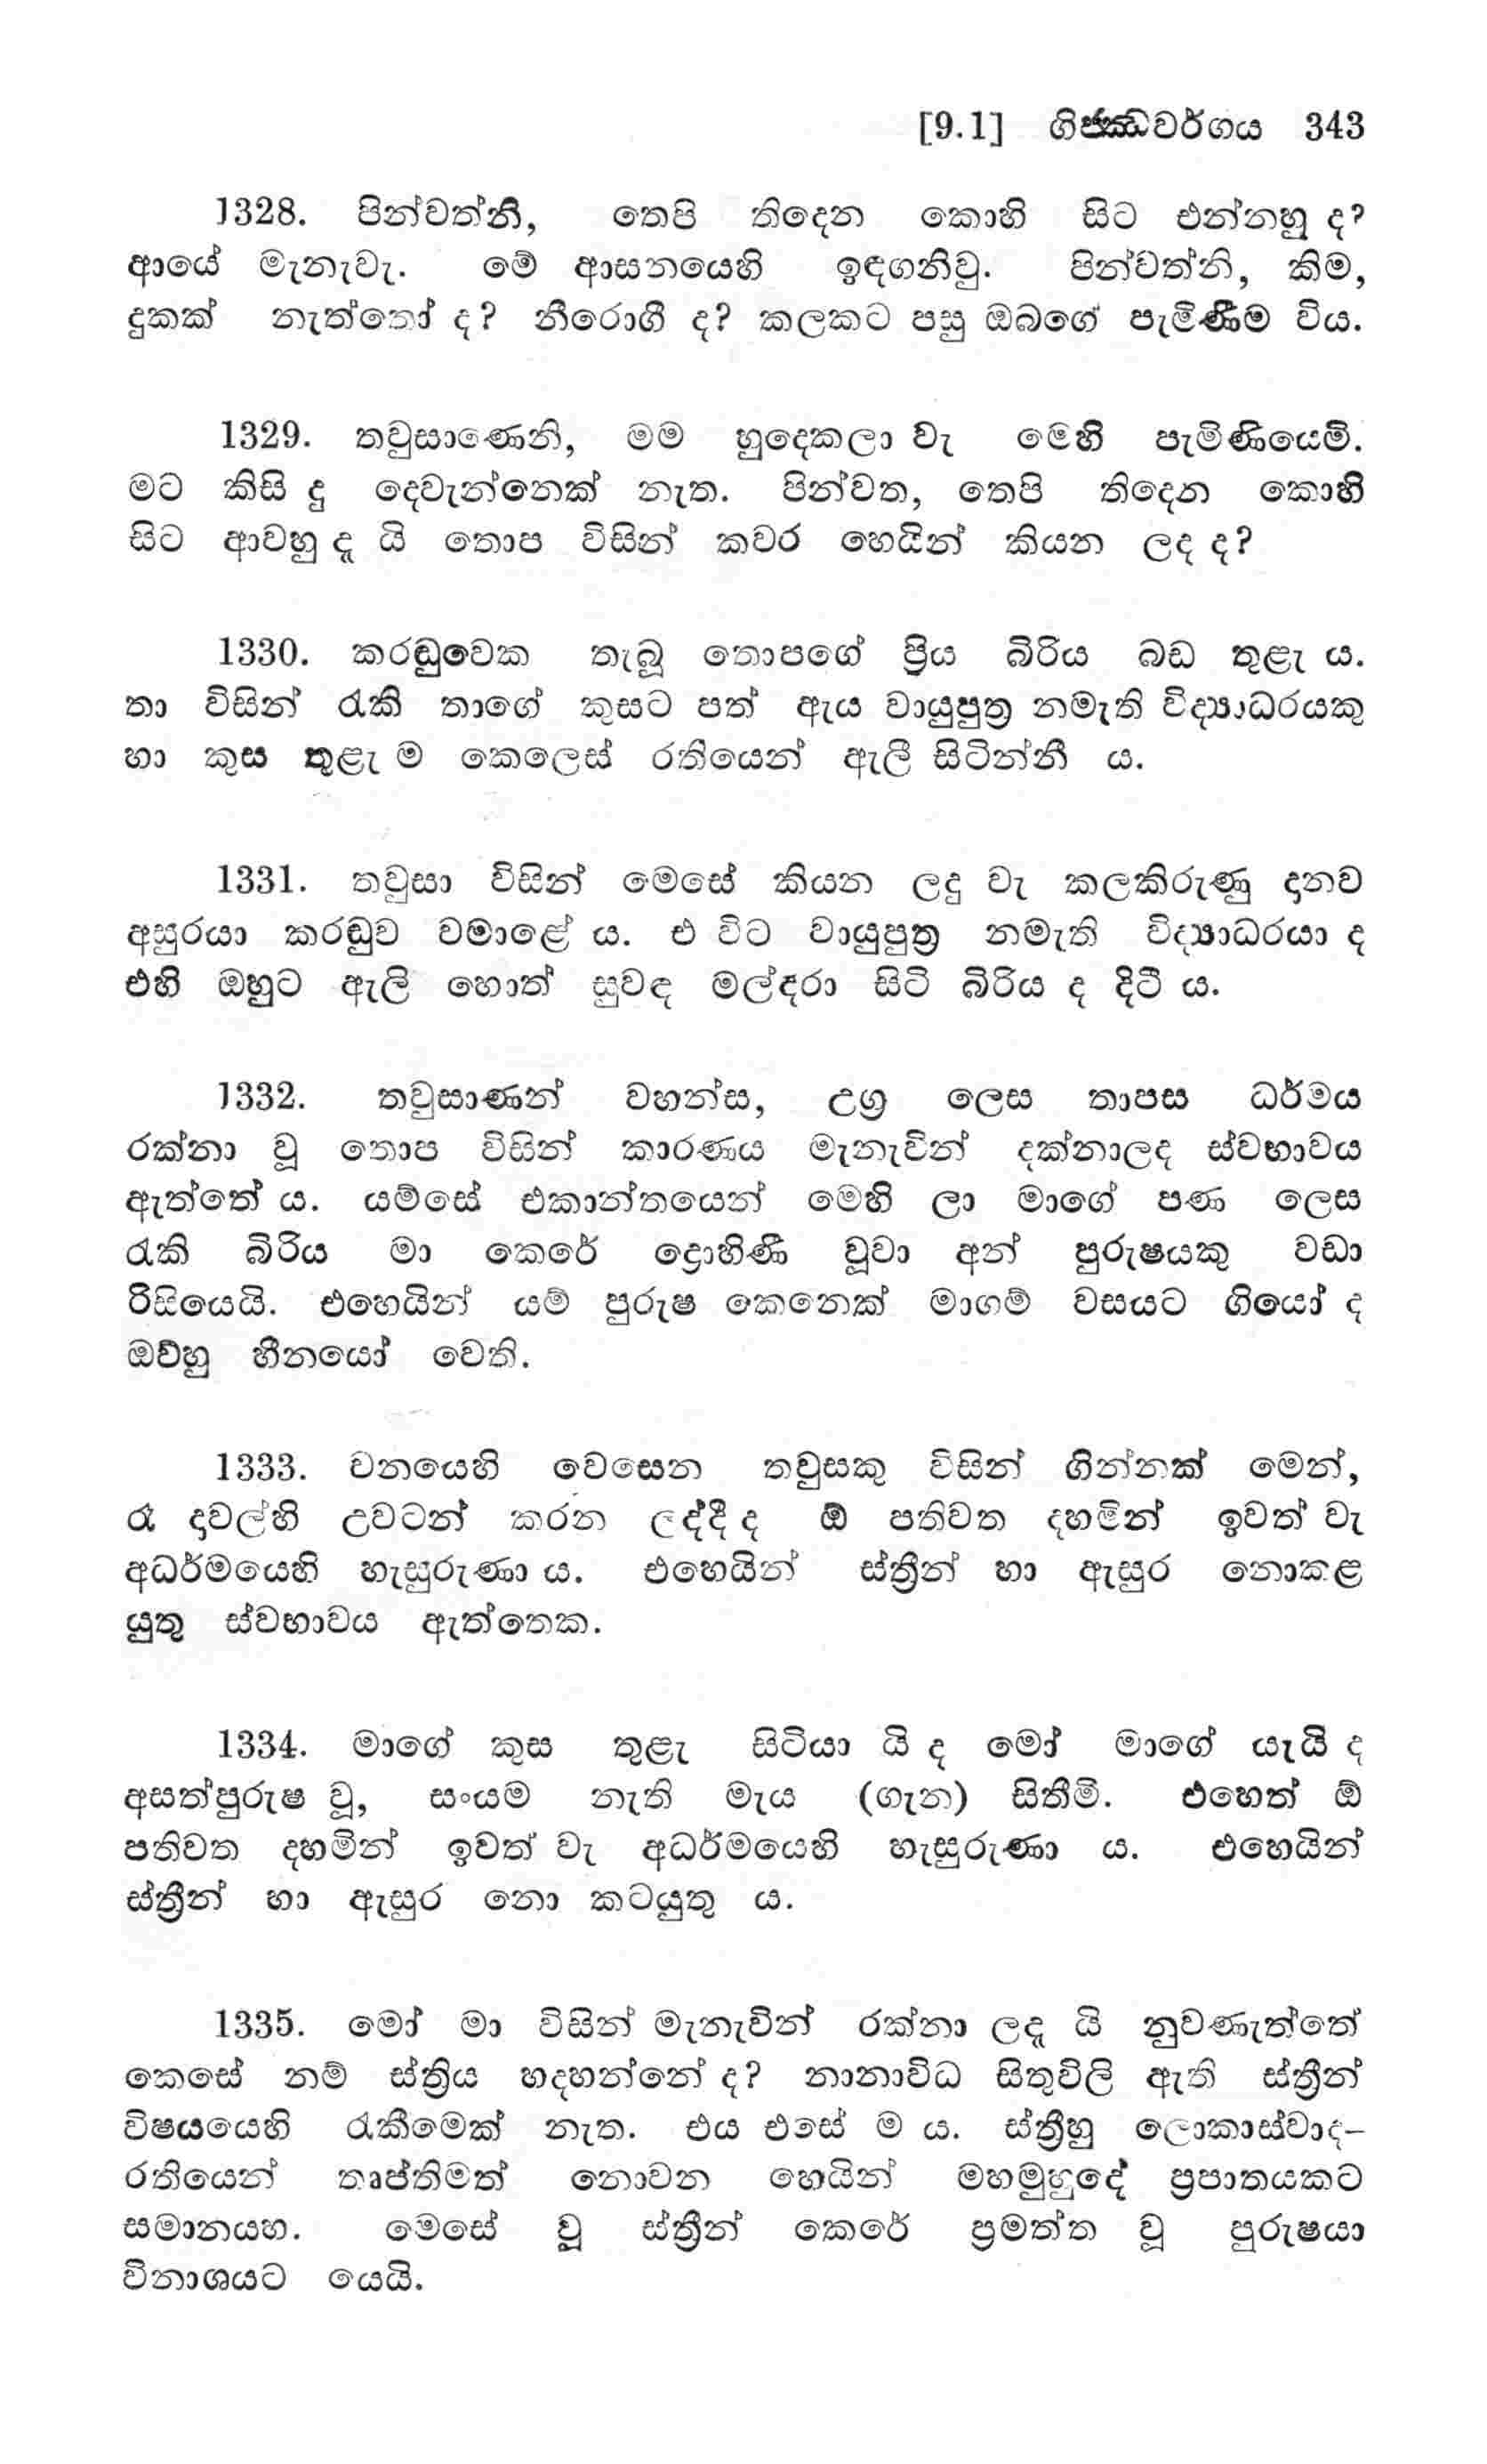 [9.1] ගිජ්ඣවර්ගය 343
1328. පින්වත්නි, තෙපි තිදෙන කොහි සිට එන්නහු ද?
ආයේ මැනැවැ. මේ ආසනයෙහි ඉඳගනිවු. පින්වත්නි, කිම,
දුකක් නැත්තෝ ද? නීරොගී ද? කලකට පසු ඔබගේ පැමිණීම විය.
1329. තවුසාණෙනි, මම හුදෙකලා වැ මෙහි පැමිණියෙමි.
මට කිසි දු දෙවැන්නෙක් නැත. පින්වත, තෙපි තිදෙන කොහි
සිට ආවහු දැ යි තොප විසින් කවර හෙයින් කියන ලද ද?
1330. කරඬුවෙක තැබූ තොපගේ ප්‍රිය බිරිය බඩ තුළැ ය.
තා විසින් රැකි තාගේ කුසට පත් ඇය වායුපුත්‍ර නමැති විද්‍යාධරයකු
හා කුස තුළැ ම කෙලෙස් රතියෙන් ඇලී සිටින්නී ය.
1331. තවුසා විසින් මෙසේ කියන ලදු වැ කලකිරුණු දානව
අසුරයා කරඬුව වමාළේ ය. එ විට වායුපුත්‍ර නමැති විද්‍යාධරයා ද
එහි ඔහුට ඇලි හොත් සුවඳ මල්දරා සිටි බිරිය ද දිටී ය.
1332. තවුසාණන් වහන්ස, උග්‍ර ලෙස තාපස ධර්මය
රක්නා වූ තොප විසින් කාරණය මැනැවින් දක්නාලද ස්වභාවය
ඇත්තේ ය. යම්සේ එකාන්තයෙන් මෙහි ලා මාගේ පණ ලෙස
රැකි බිරිය මා කෙරේ ද්‍රොහිණී වූවා අන් පුරුෂයකු වඩා
රිසියෙයි. එහෙයින් යම් පුරුෂ කෙනෙක් මාගම් වසයට ගියෝ ද
ඔව්හු හීනයෝ වෙති.
1333. වනයෙහි වෙසෙන තවුසකු විසින් ගින්නක් මෙන්,
රෑ දාවල්හි උවටන් කරන ලද්දී ද ඕ පතිවත දහමින් ඉවත් වැ
අධර්මයෙහි හැසුරුණා ය. එහෙයින් ස්ත්‍රීන් හා ඇසුර නොකළ
යුතු ස්වභාවය ඇත්තෙක.
1334. මාගේ කුස තුළැ සිටියා යි ද මෝ මාගේ යැයි ද
අසත්පුරුෂ වූ, සංයම නැති මැය (ගැන) සිතීමි. එහෙත් ඕ
පතිවත දහමින් ඉවත් වැ අධර්මයෙහි හැසුරුණා ය. එහෙයින්
ස්ත්‍රීන් හා ඇසුර නො කටයුතු ය.
1335. මෝ මා විසින් මැනැවින් රක්නා ලදැ යි නුවණැත්තේ
කෙසේ නම් ස්ත්‍රිය හදහන්නේ ද? නානාවිධ සිතුවිලි ඇති ස්ත්‍රීන්
විෂයයෙහි රැකීමෙක් නැත. එය එසේ ම ය. ස්ත්‍රීහු ලොකාස්වාද-
රතියෙන් තෘප්තිමත් නොවන හෙයින් මහමුහුදේ ප්‍රපාතයකට
සමානයහ. මෙසේ වූ ස්ත්‍රීන් කෙරේ ප්‍රමත්ත වූ පුරුෂයා
විනාශයට යෙයි.